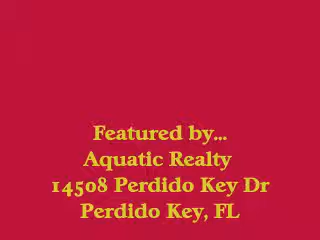 Featured by...
Aquatic Realty
14508 Perdido Key Dr
Perdido Key, FL